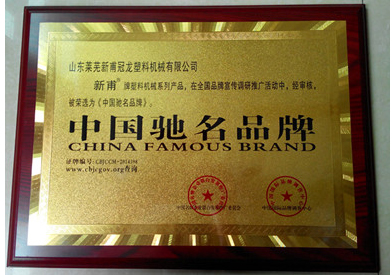 山东莱芜新甫冠龙塑料机械有限公司
新甫® 牌塑料机械系列产品，在全国品牌宣传调研推广活动中，经审核，
被荣选为《中国驰名品牌》。
中国驰名品牌
CHINA FAMOUS BRAND
www.cbjcgov.org查询